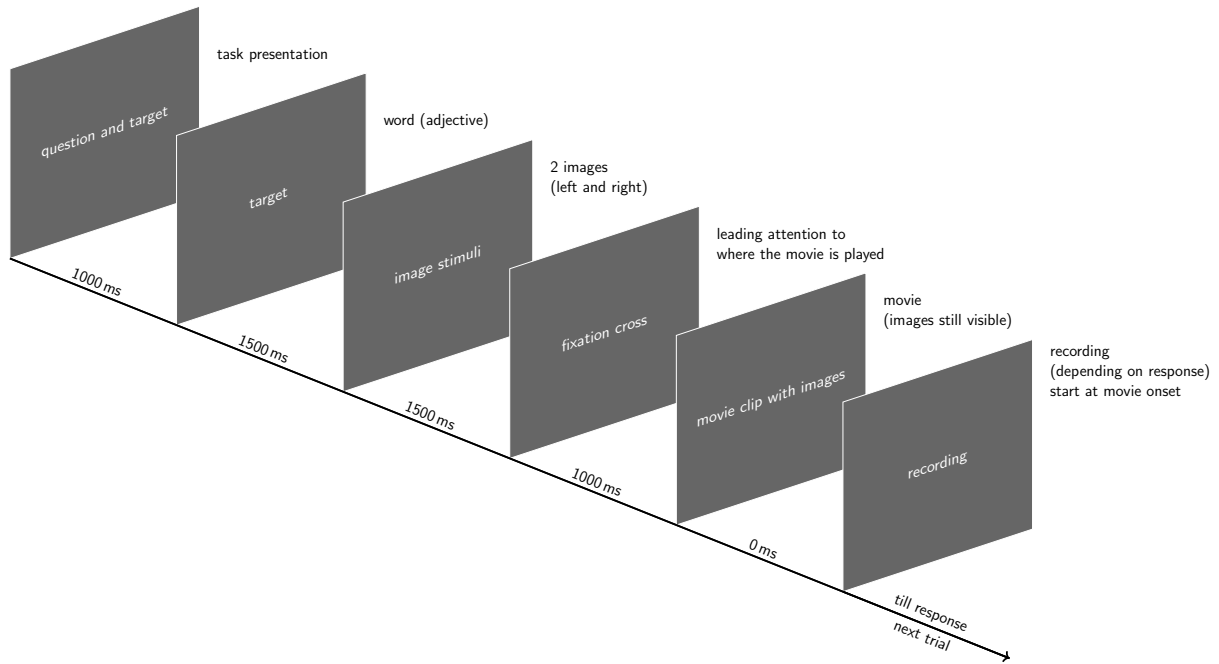 task presentation
question and target
1000 ms
word (adjective)
target
1500 ms
2 images
(left and right)
image stimuli
1500 ms
leading attention to
where the movie is played
fixation cross
1000 ms
movie
(images still visible)
movie clip with images
0 ms
recording
(depending on response)
start at movie onset
recording
till response
next trial